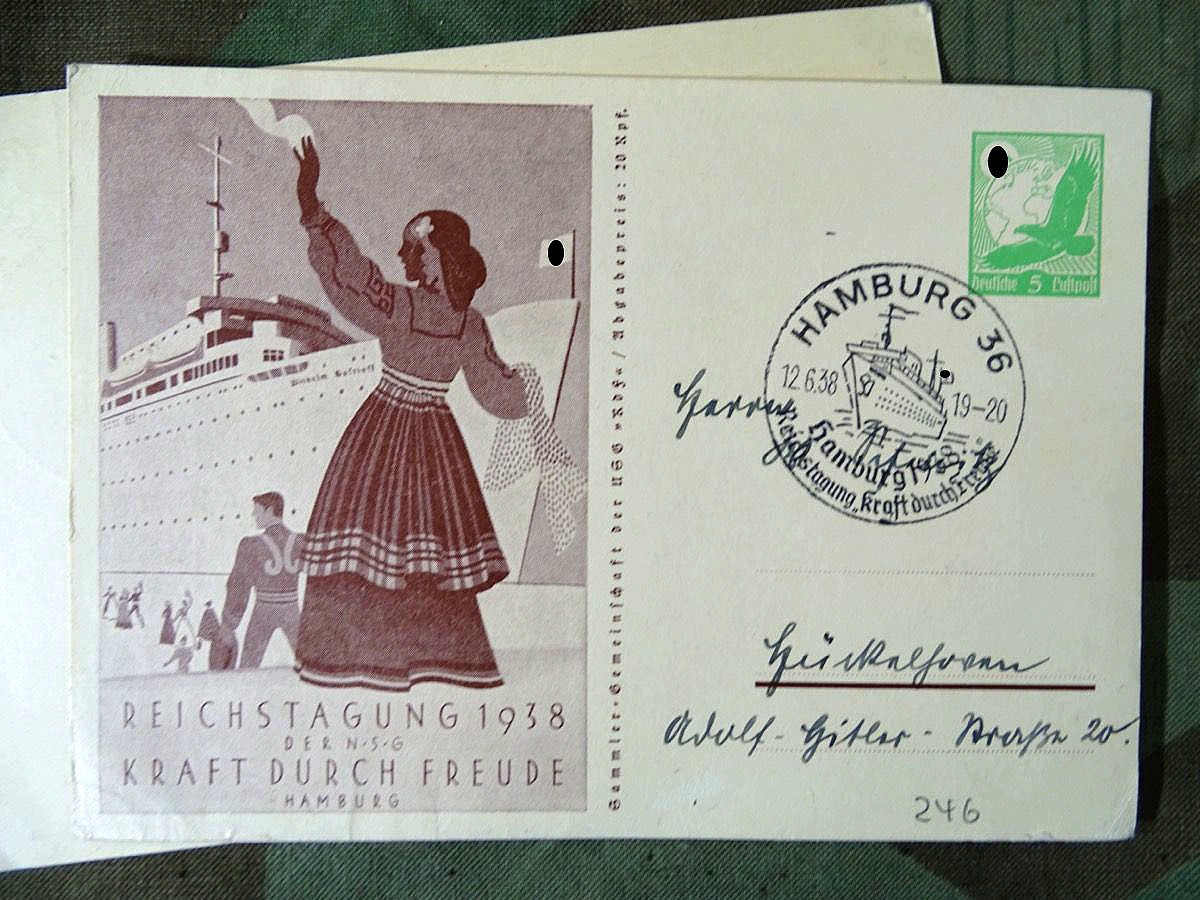 Wilhelm Gustloff
REICHSTAGUNG 1938
DER N·S·G
KRAFT DURCH FREUDE
HAMBURG
Sammler-Gemeinschaft der NSG »KdF« / Abgabepreis: 20 Rpf.
Deutsche 5 Luftpost
HAMBURG 36
12.6.38
19-20
Hamburg 1938
Reichstagung „Kraft durch Freude“
Herrn
Hückelhoven
Adolf-Hitler-Straße 20.
246